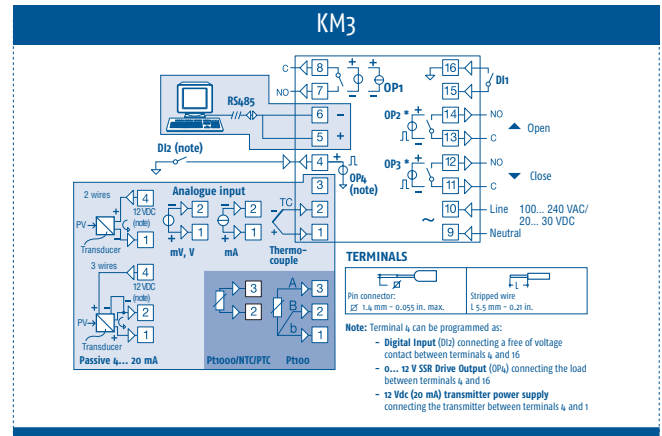 KM3
C 8
NO 7
OP1
16
15
DI1
RS485
6 –
5 +
OP2 * 14 NO
13 C
Open
DI2 (note)
4
OP4
(note)
OP3 * 12 NO
11 C
Close
3
10 Line 100... 240 VAC/
20... 30 VDC
~
9 Neutral
2 wires
4
12 VDC
(note)
PV
1
Transducer
Analogue input
2
1
mV, V
2
1
mA
TC
2
1
Thermo-
couple
3 wires
4
12 VDC
(note)
PV
2
1
Transducer
Passive 4... 20 mA
3
2
Pt1000/NTC/PTC
A 3
B 2
b 1
Pt100
TERMINALS
Pin connector:
Ø 1.4 mm - 0.055 in. max.
L
Stripped wire
L 5.5 mm - 0.21 in.
Note: Terminal 4 can be programmed as:
- Digital Input (DI2) connecting a free of voltage
contact between terminals 4 and 16
- 0... 12 V SSR Drive Output (OP4) connecting the load
between terminals 4 and 16
- 12 Vdc (20 mA) transmitter power supply
connecting the transmitter between terminals 4 and 1